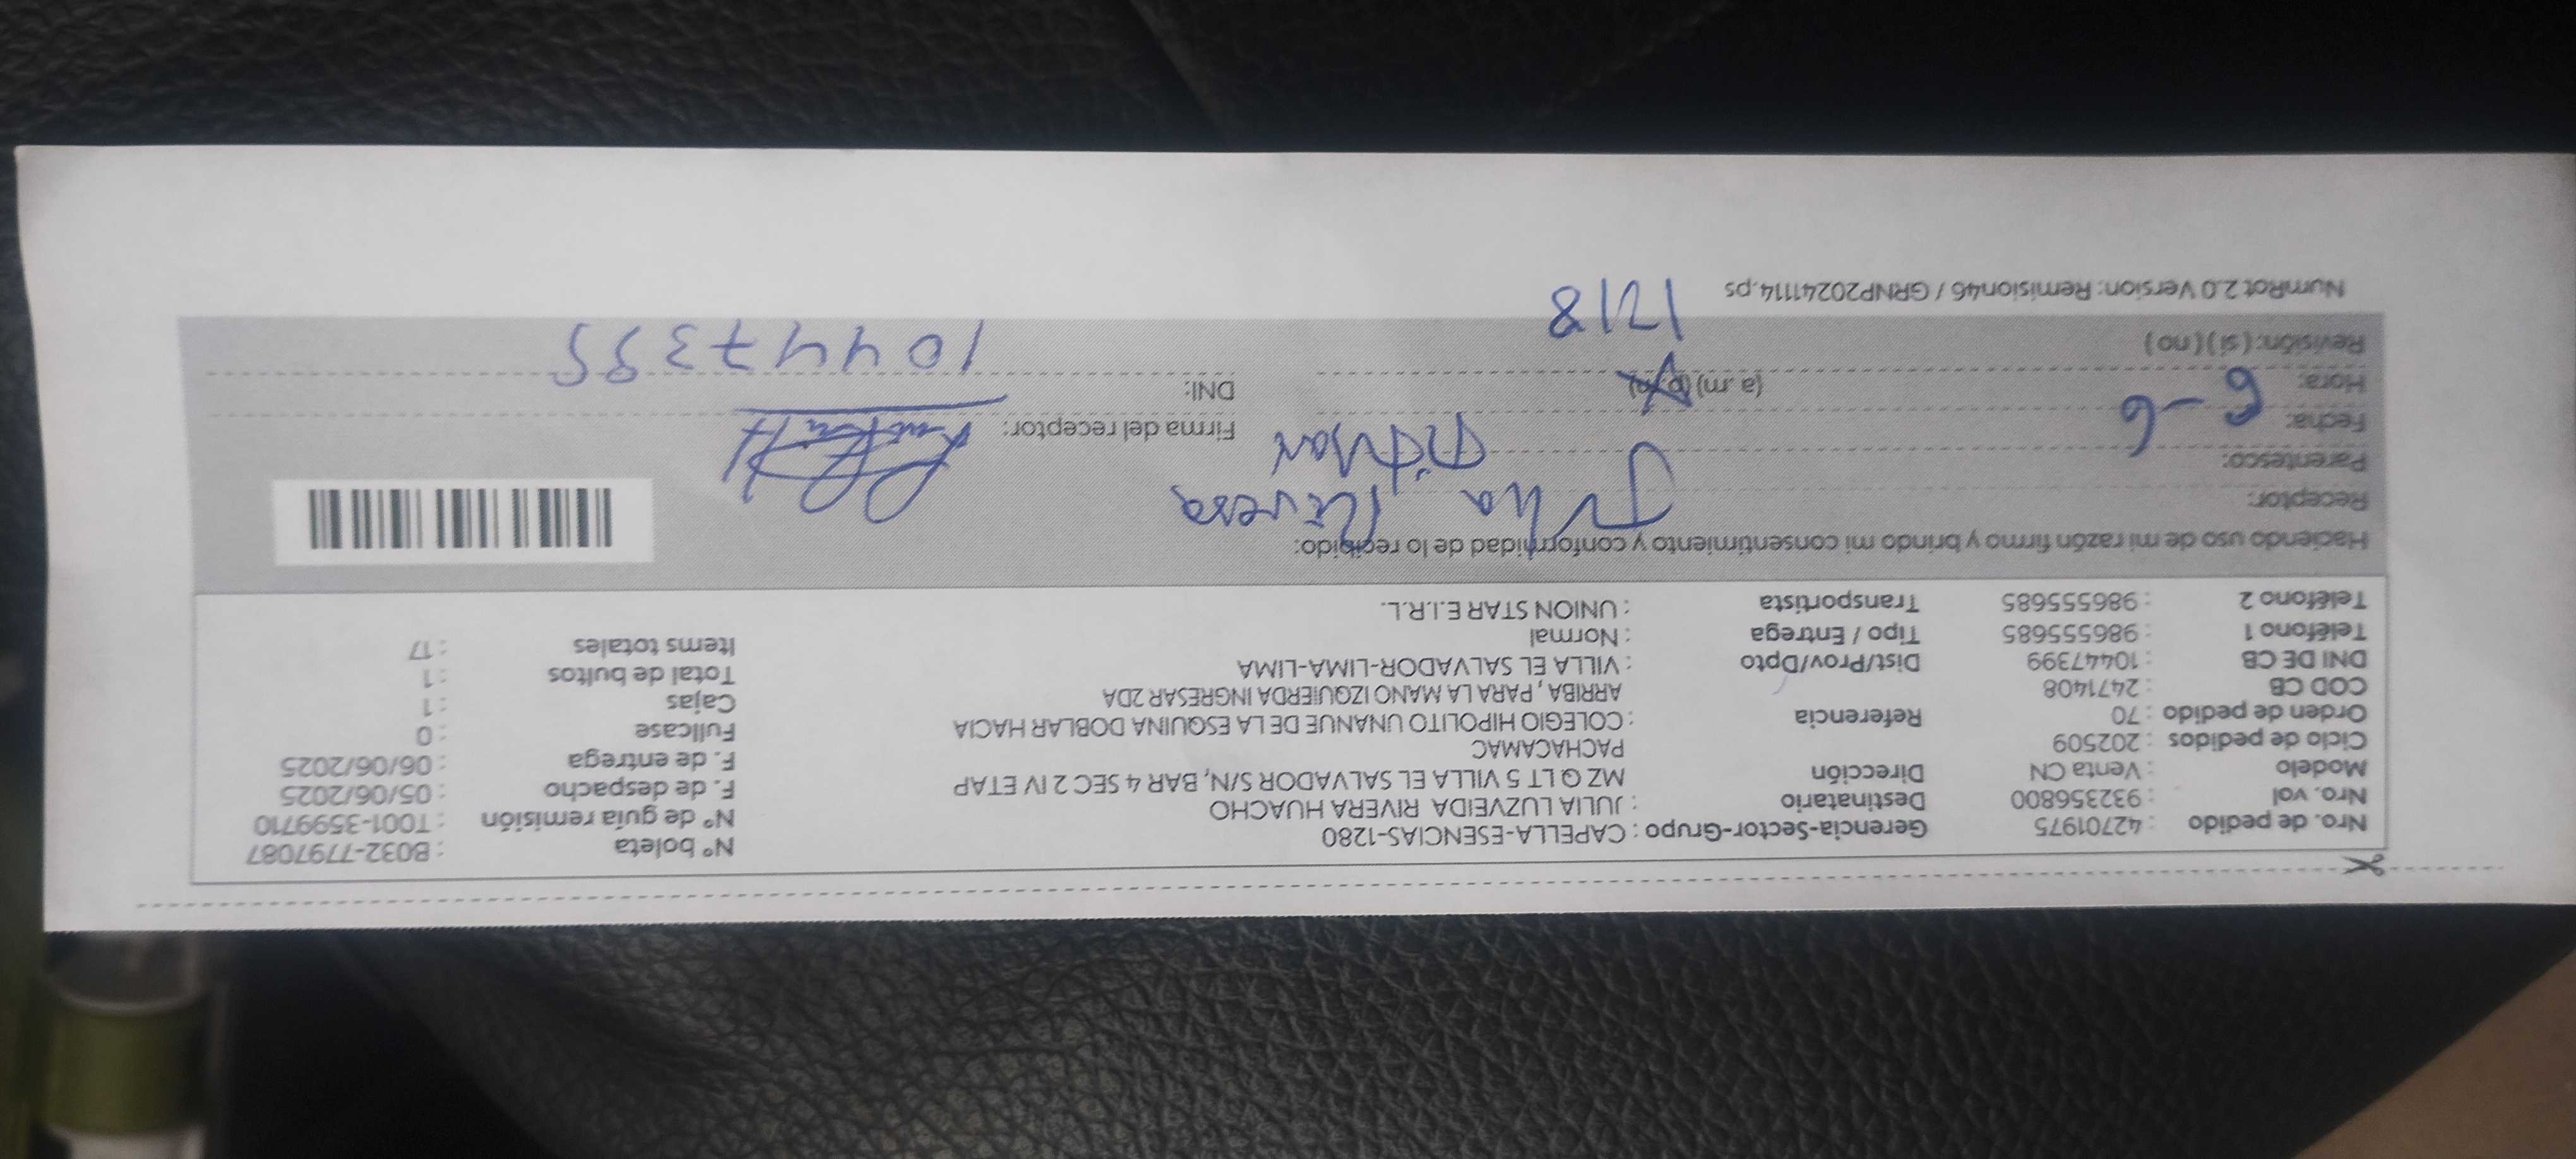 Nro. de pedido : 42701975 Gerencia-Sector-Grupo : CAPELLA-ESENCIAS-1280 N° boleta : B032-7797087
Nro. vol : 932356800 Destinatario : JULIA LUZVEIDA RIVERA HUACHO N° de guía remisión : T001-3599710
Modelo : Venta CN Dirección MZ Q LT 5 VILLA EL SALVADOR S/N, BAR 4 SEC 2 IV ETAP F. de despacho : 05/06/2025
Ciclo de pedidos : 202509 PACHACAMAC F. de entrega : 06/06/2025
Orden de pedido : 70 Referencia : COLEGIO HIPOLITO UNANUE DE LA ESQUINA DOBLAR HACIA Fullcase : 0
COD CB : 2471408 ARRIBA , PARA LA MANO IZQUIERDA INGRESAR 2DA Cajas : 1
DNI DE CB : 10447399 Dist/Prov/Dpto : VILLA EL SALVADOR-LIMA-LIMA Total de bultos : 1
Teléfono 1 : 986555685 Tipo / Entrega : Normal Items totales : 17
Teléfono 2 : 986555685 Transportista : UNION STAR E.I.R.L.
Haciendo uso de mi razón firmo y brindo mi consentimiento y conformidad de lo recibido:
Receptor: Julia Rivera
Parentesco: titular
Fecha: 6-6 Firma del receptor:
Hora: (a .m) (p.m) DNI: 10447399
Revisión: ( sí ) ( no ) 1218
NumRot 2.0 Version: Remision46 / GRNP20241114.ps